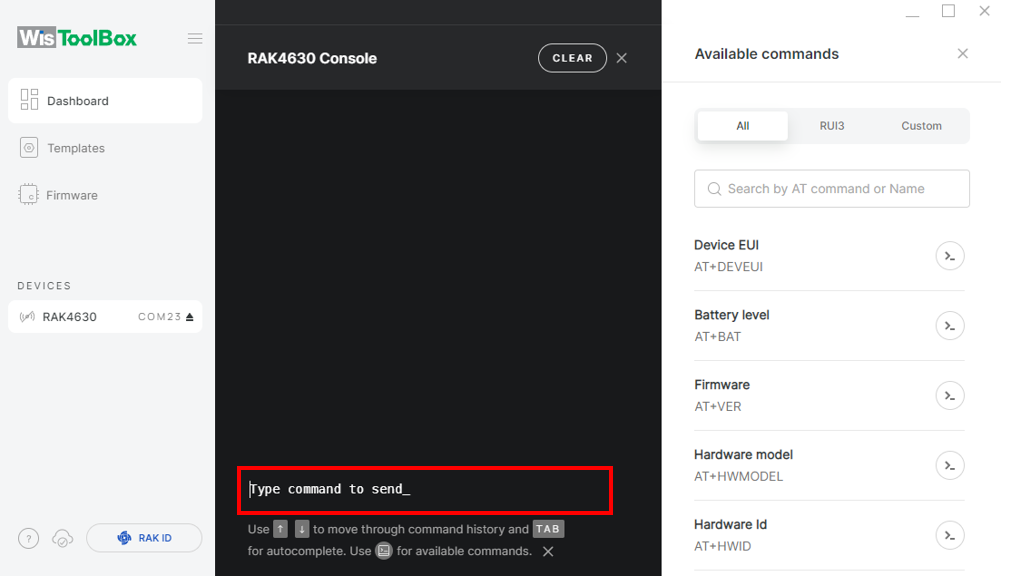 WisToolBox
Dashboard
Templates
Firmware
DEVICES
RAK4630 COM23
? RAK ID
RAK4630 Console
CLEAR
Type command to send_
Use ↑ ↓ to move through command history and TAB
for autocomplete. Use for available commands.
Available commands
All RUI3 Custom
Search by AT command or Name
Device EUI
AT+DEVEUI
Battery level
AT+BAT
Firmware
AT+VER
Hardware model
AT+HWMODEL
Hardware Id
AT+HWID